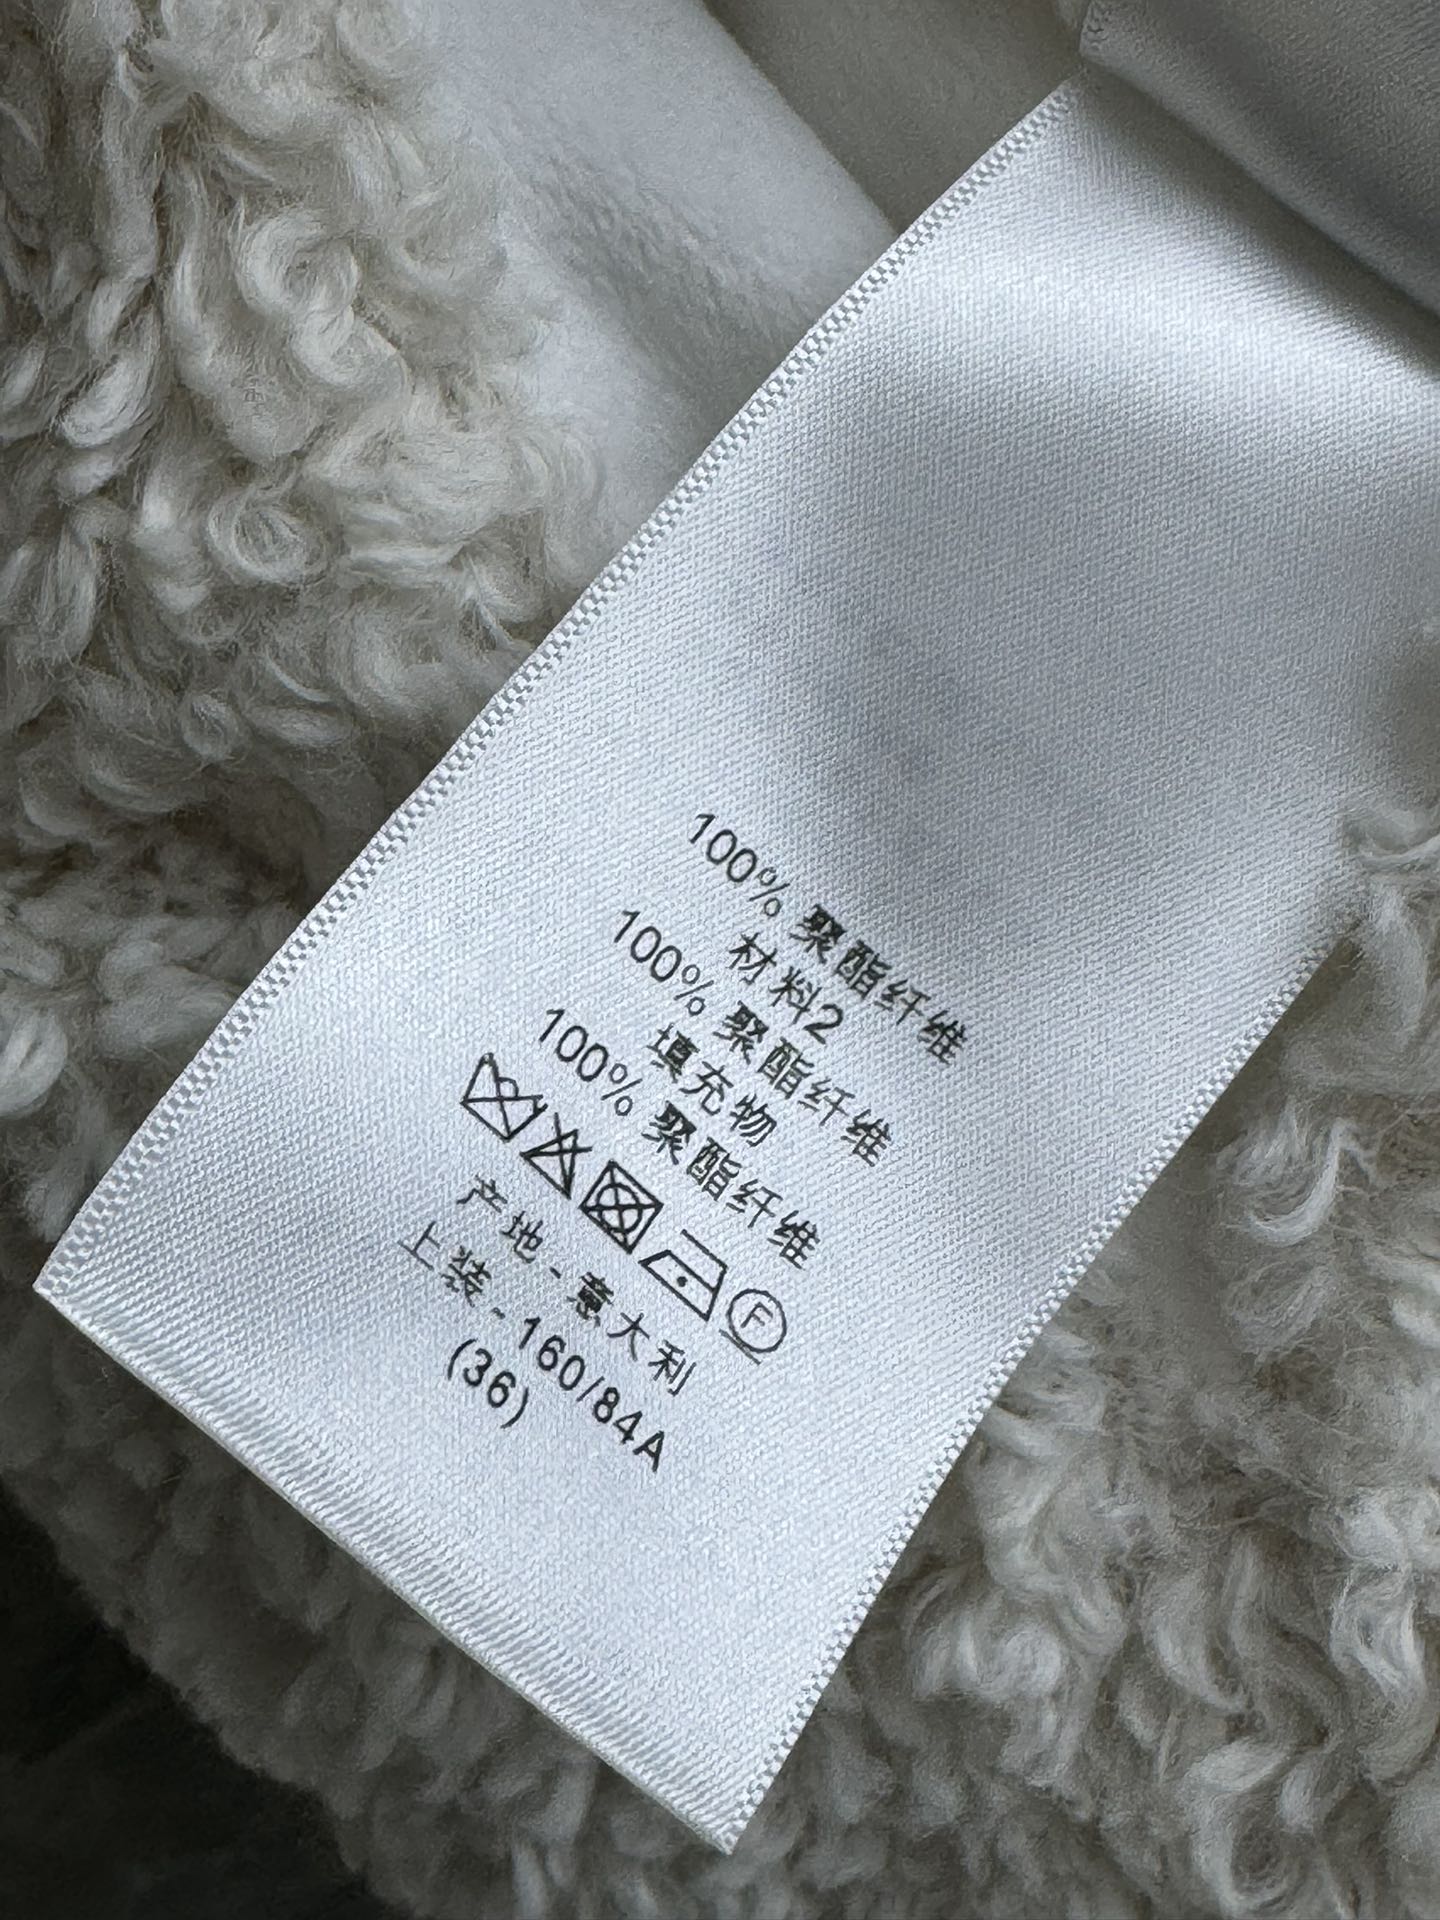 100% 聚酯纤维
材料2
100% 聚酯纤维
填充物
100% 聚酯纤维
F
产地 - 意大利
上装 - 160/84A
(36)